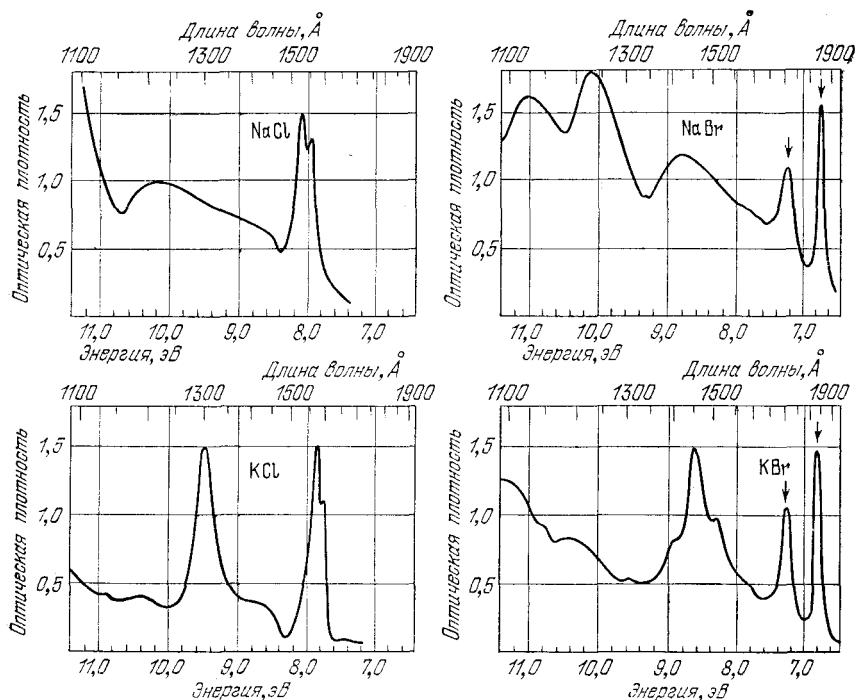 Длина волны, Å
1100 1300 1500 1900
Оптическая плотность
1,5
1,0
0,5
NaCl
11,0 10,0 9,0 8,0 7,0
Энергия, эВ
Длина волны, Å
1100 1300 1500 1900
Оптическая плотность
1,5
1,0
0,5
NaBr
11,0 10,0 9,0 8,0 7,0
Энергия, эВ
Длина волны, Å
1100 1300 1500 1900
Оптическая плотность
1,5
1,0
0,5
KCl
11,0 10,0 9,0 8,0 7,0
Энергия, эВ
Длина волны, Å
1100 1300 1500 1900
Оптическая плотность
1,5
1,0
0,5
KBr
11,0 10,0 9,0 8,0 7,0
Энергия, эВ